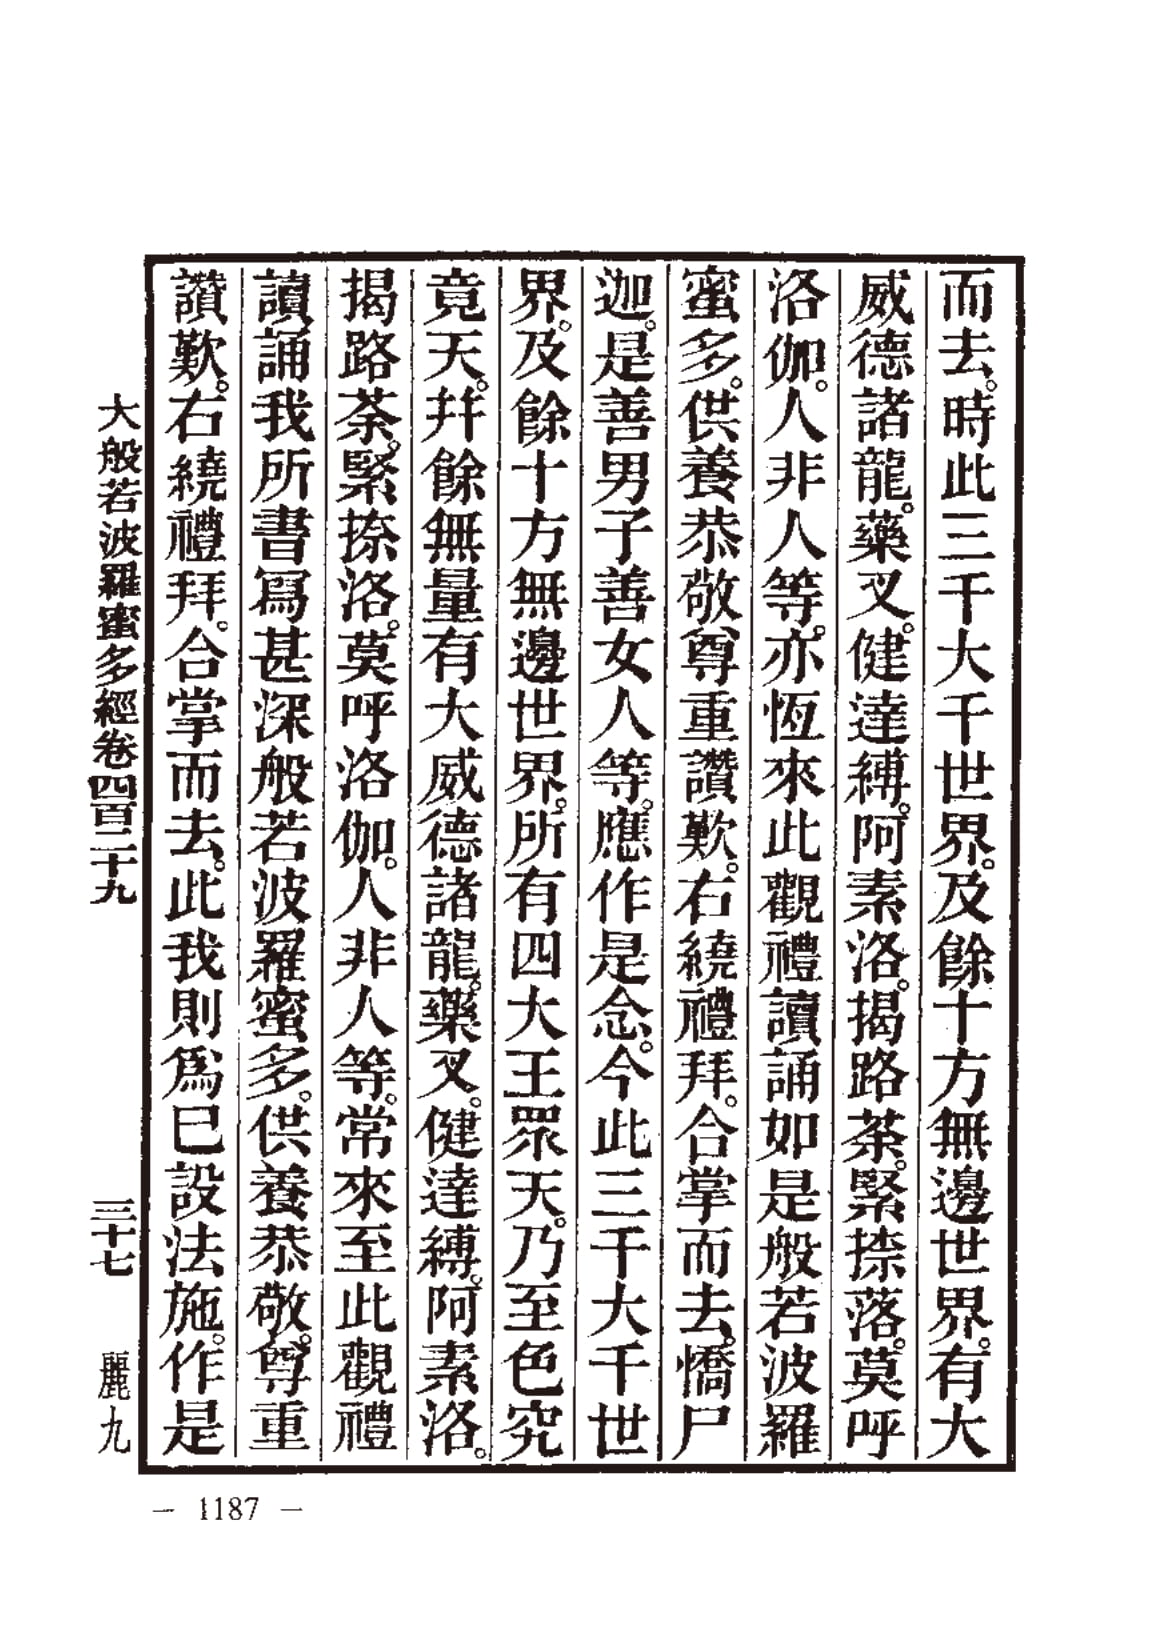 而去。時此三千大千世界。及餘十方無邊世界。有大
威德諸龍。藥叉。健達縛。阿素洛。揭路荼。緊捺落。莫呼
洛伽。人非人等。亦恆來此觀禮讀誦如是般若波羅
蜜多。供養恭敬尊重讚歎。右繞禮拜。合掌而去。憍尸
迦。是善男子善女人等。應作是念。今此三千大千世
界。及餘十方無邊世界。所有四大王眾天。乃至色究
竟天。幷餘無量有大威德諸龍。藥叉。健達縛。阿素洛。
揭路荼。緊捺洛。莫呼洛伽。人非人等。常來至此觀禮
讀誦我所書寫甚深般若波羅蜜多。供養恭敬。尊重
讚歎。右繞禮拜。合掌而去。此我則爲已設法施。作是
大般若波羅蜜多經卷四百二十九 三十七 麗九
— 1187 —